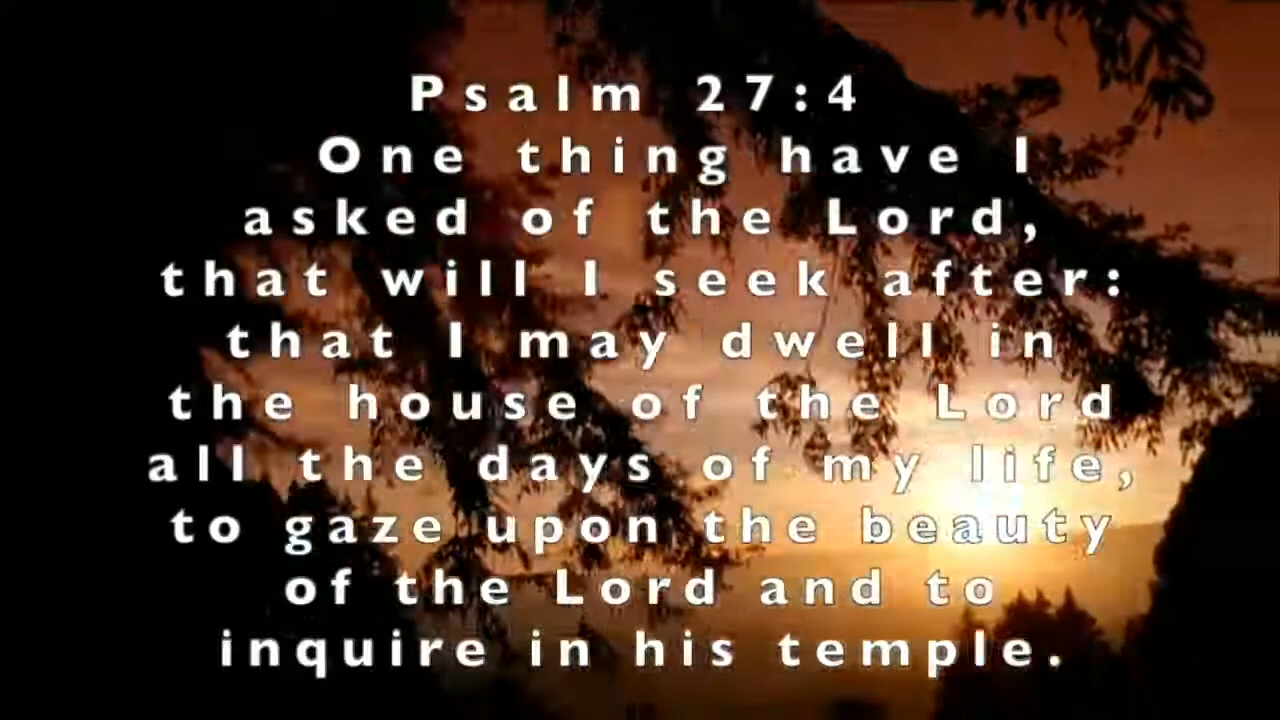 Psalm 27:4
One thing have I
asked of the Lord,
that will I seek after:
that I may dwell in
the house of the Lord
all the days of my life,
to gaze upon the beauty
of the Lord and to
inquire in his temple.